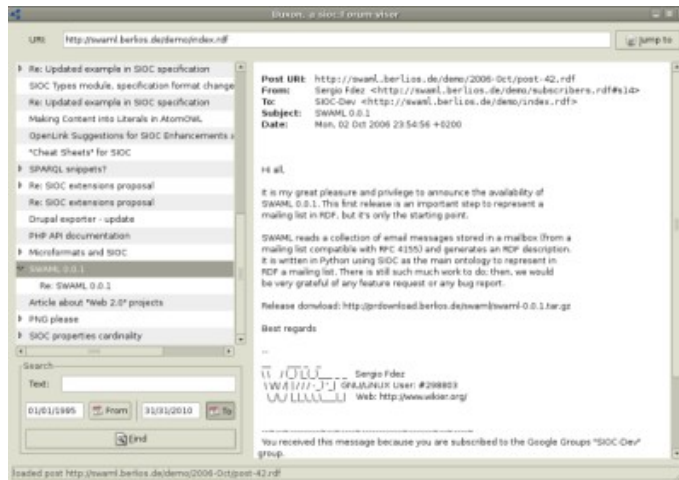 Buxon, a sioc:Forum visor
URI: http://swaml.berlios.de/demo/index.rdf
Jump to
Re: Updated example in SIOC specification
SIOC Types module, specification format change
Re: Updated example in SIOC specification
Making Content into Literals in AtomOWL
OpenLink Suggestions for SIOC Enhancements a
"Cheat Sheets" for SIOC
SPARQL snippets?
Re: SIOC extensions proposal
Re: SIOC extensions proposal
Drupal exporter - update
PHP API documentation
Microformats and SIOC
SWAML 0.0.1
Re: SWAML 0.0.1
Article about "Web 2.0" projects
PNG please
SIOC properties cardinality
Search
Text:
01/01/1995 From 31/31/2010 To
Find
Post URI: http://swaml.berlios.de/demo/2006-Oct/post-42.rdf
From: Sergio Fdez <http://swaml.berlios.de/demo/subscribers.rdf#s14>
To: SIOC-Dev <http://swaml.berlios.de/demo/index.rdf>
Subject: SWAML 0.0.1
Date: Mon, 02 Oct 2006 23:54:56 +0200
Hi all,
it is my great pleasure and privilege to announce the availability of
SWAML 0.0.1. This first release is an important step to represent a
mailing list in RDF, but it's only the starting point.
SWAML reads a collection of email messages stored in a mailbox (from a
mailing list compatible with RFC 4155) and generates an RDF description.
It is written in Python using SIOC as the main ontology to represent in
RDF a mailing list. There is still such much work to do; then, we would
be very grateful of any feature request or any bug report.
Release donwload: http://prdownload.berlios.de/swaml/swaml-0.0.1.tar.gz
Best regards
--
Sergio Fdez
GNU/LINUX User: #298803
Web: http://www.wikier.org/
You received this message because you are subscribed to the Google Groups "SIOC-Dev"
group.
loaded post http://swaml.berlios.de/demo/2006-Oct/post-42.rdf